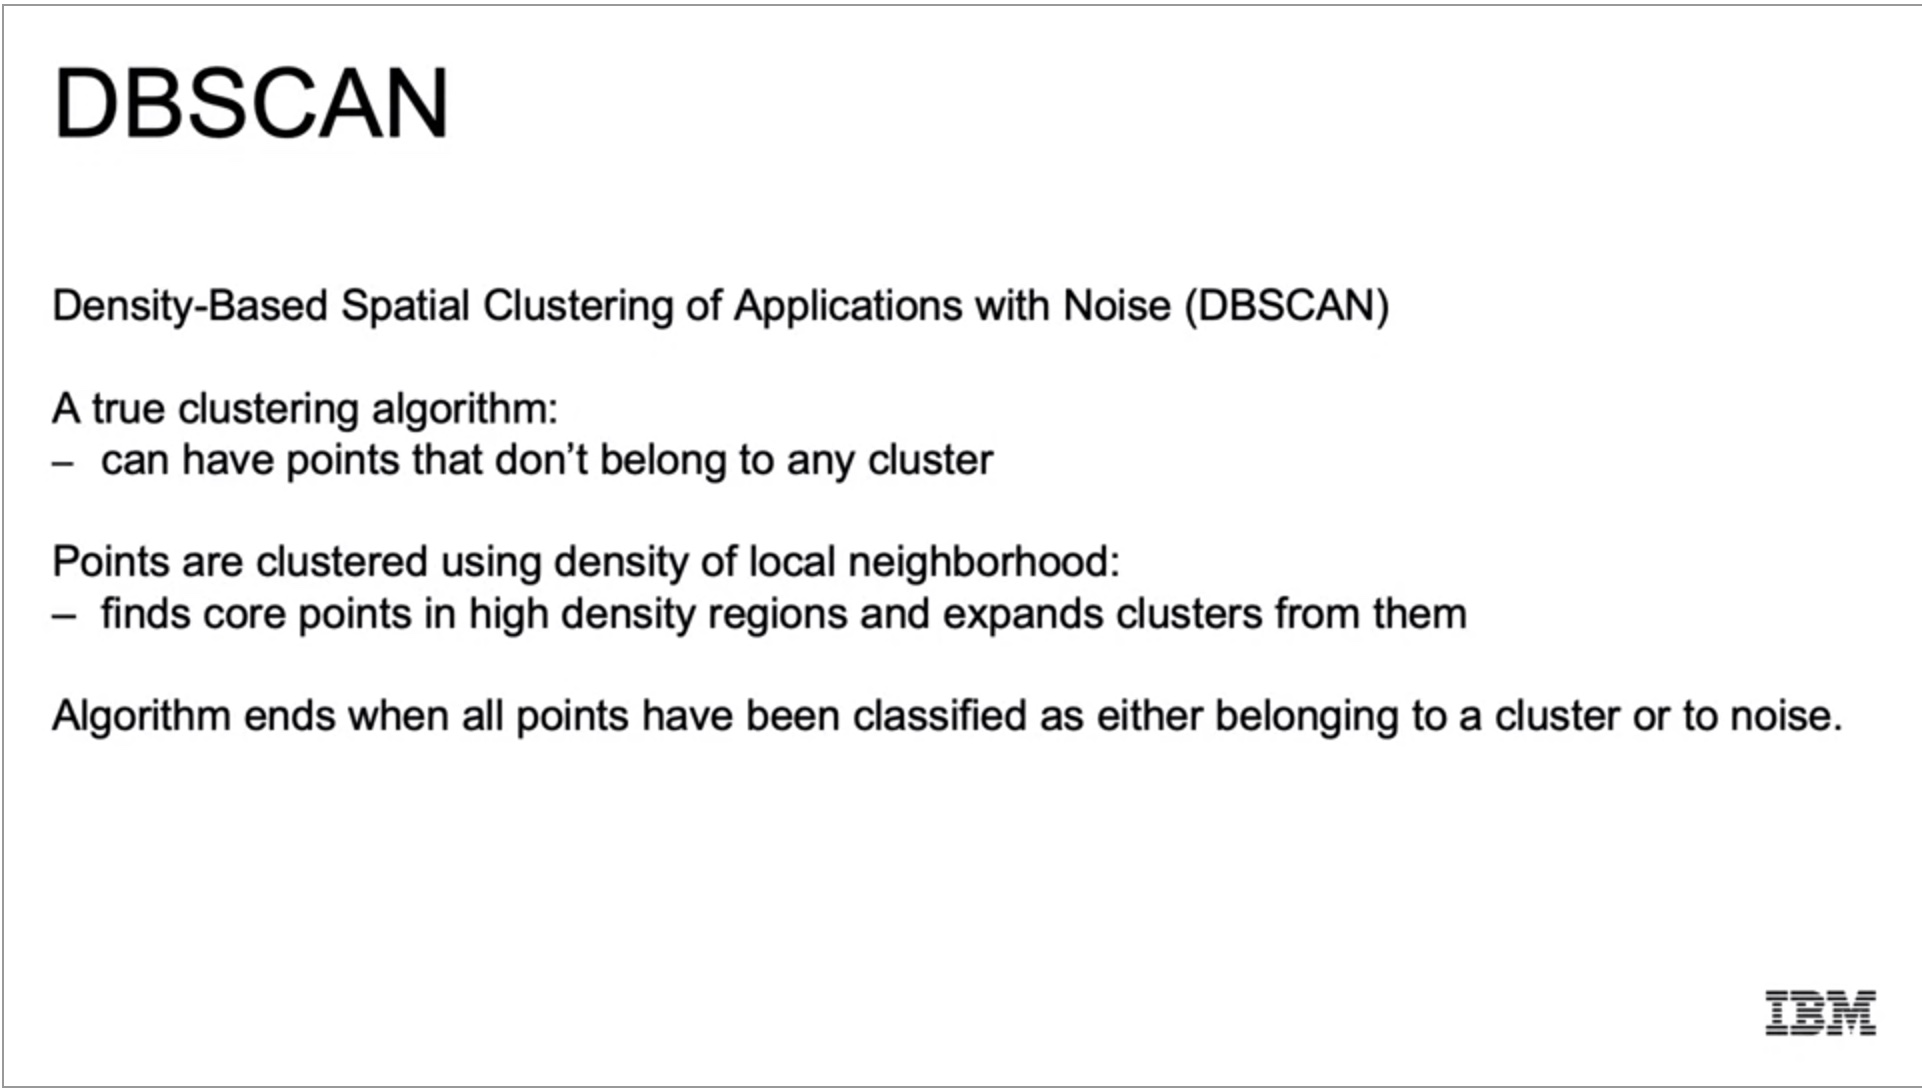 DBSCAN
Density-Based Spatial Clustering of Applications with Noise (DBSCAN)
A true clustering algorithm:
– can have points that don’t belong to any cluster
Points are clustered using density of local neighborhood:
– finds core points in high density regions and expands clusters from them
Algorithm ends when all points have been classified as either belonging to a cluster or to noise.
IBM